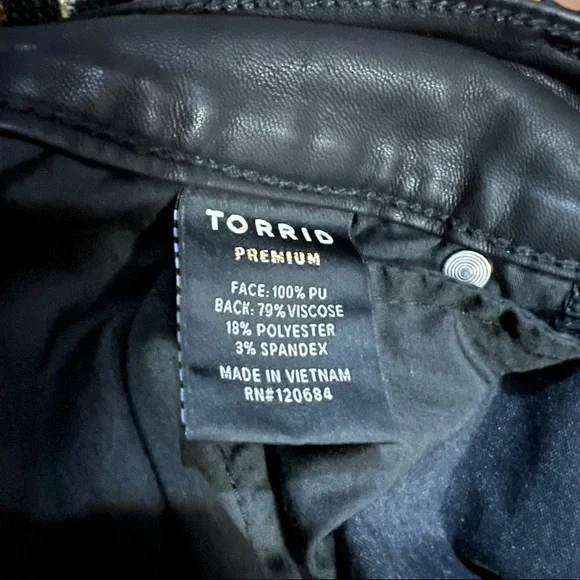 TORRID
PREMIUM
FACE: 100% PU
BACK: 79% VISCOSE
18% POLYESTER
3% SPANDEX
MADE IN VIETNAM
RN#120684